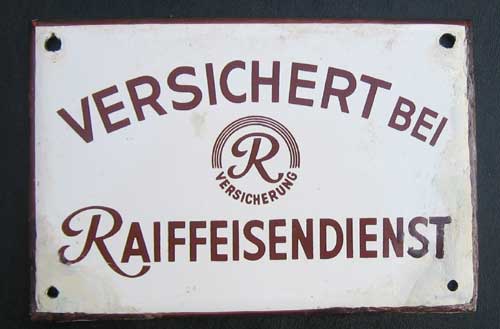 VERSICHERT BEI
R
VERSICHERUNG
RAIFFEISENDIENST